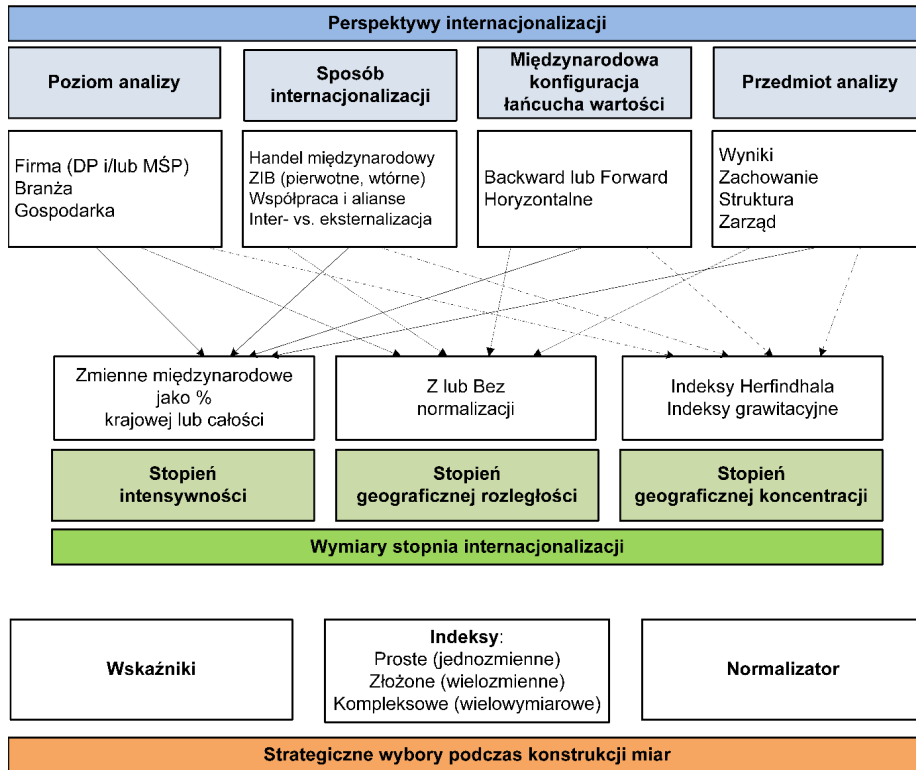 Perspektywy internacjonalizacji
Poziom analizy
Sposób
internacjonalizacji
Międzynarodowa
konfiguracja
łańcucha wartości
Przedmiot analizy
Firma (DP i/lub MŚP)
Branża
Gospodarka
Handel międzynarodowy
ZIB (pierwotne, wtórne)
Współpraca i alianse
Inter- vs. eksternalizacja
Backward lub Forward
Horyzontalne
Wyniki
Zachowanie
Struktura
Zarząd
Zmienne międzynarodowe
jako %
krajowej lub całości
Z lub Bez
normalizacji
Indeksy Herfindhala
Indeksy grawitacyjne
Stopień
intensywności
Stopień
geograficznej rozległości
Stopień
geograficznej koncentracji
Wymiary stopnia internacjonalizacji
Wskaźniki
Indeksy:
Proste (jednozmienne)
Złożone (wielozmienne)
Kompleksowe (wielowymiarowe)
Normalizator
Strategiczne wybory podczas konstrukcji miar